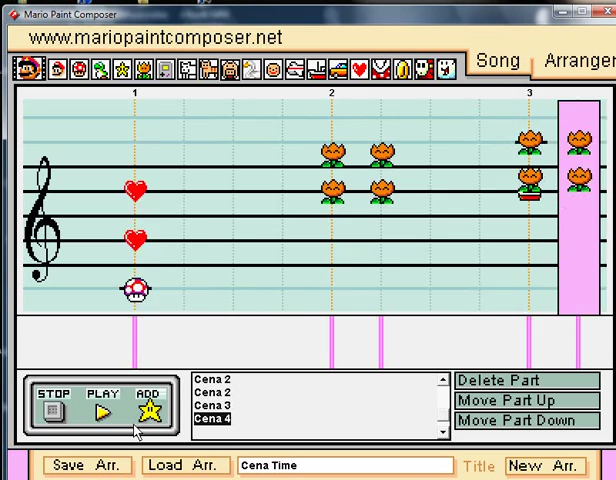 Mario Paint Composer
www.mariopaintcomposer.net
Song
Arranger
1 2 3
STOP PLAY ADD
Cena 2
Cena 2
Cena 3
Cena 4
Delete Part
Move Part Up
Move Part Down
Save Arr. Load Arr. Cena Time Title New Arr.